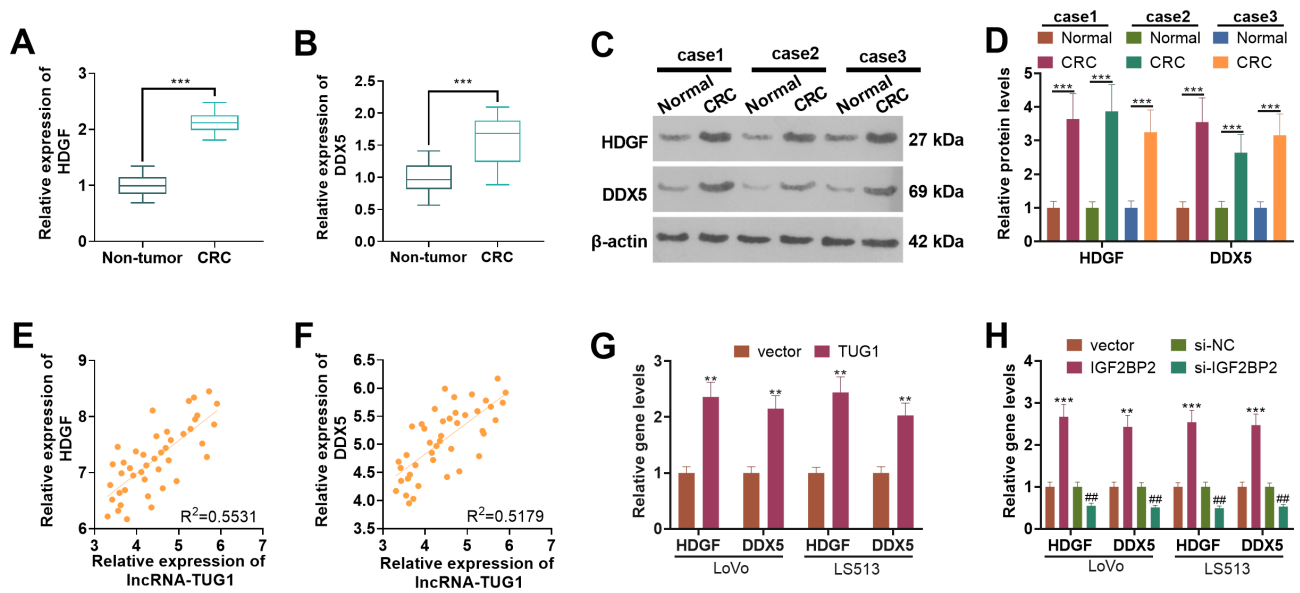 A
Relative expression of
HDGF
3
2
1
0
***
Non-tumor CRC
B
Relative expression of
DDX5
2.5
2.0
1.5
1.0
0.5
0.0
***
Non-tumor CRC
C
case1 case2 case3
Normal CRC Normal CRC Normal CRC
HDGF 27 kDa
DDX5 69 kDa
β-actin 42 kDa
D
case1 case2 case3
Normal Normal Normal
CRC CRC CRC
Relative protein levels
5
4
3
2
1
0
*** *** *** *** *** ***
HDGF DDX5
E
Relative expression of
HDGF
9
8
7
6
R²=0.5531
3 4 5 6 7
Relative expression of
lncRNA-TUG1
F
Relative expression of
DDX5
6.5
6.0
5.5
5.0
4.5
4.0
3.5
R²=0.5179
3 4 5 6 7
Relative expression of
lncRNA-TUG1
G
vector TUG1
Relative gene levels
3
2
1
0
** ** ** **
HDGF DDX5 HDGF DDX5
LoVo LS513
H
vector si-NC
IGF2BP2 si-IGF2BP2
Relative gene levels
4
3
2
1
0
*** ** *** ***
## ## ## ##
HDGF DDX5 HDGF DDX5
LoVo LS513